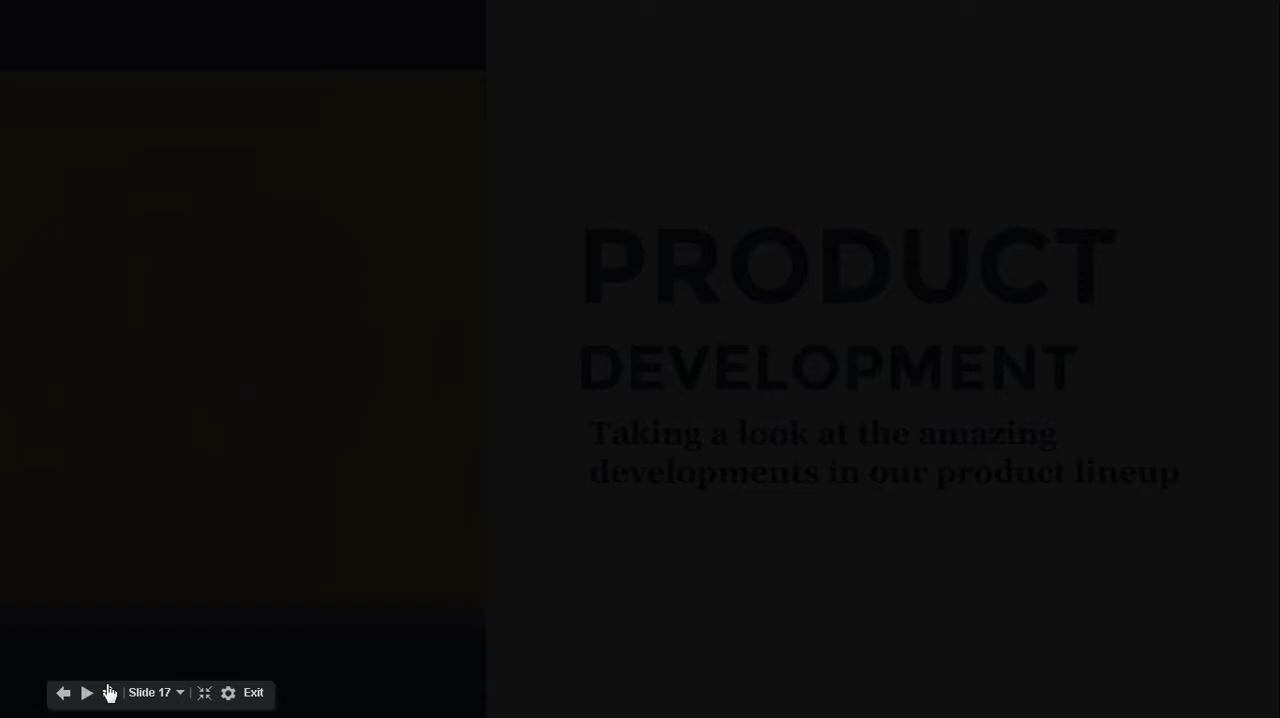 PRODUCT
DEVELOPMENT
Taking a look at the amazing
developments in our product lineup
Slide 17
Exit